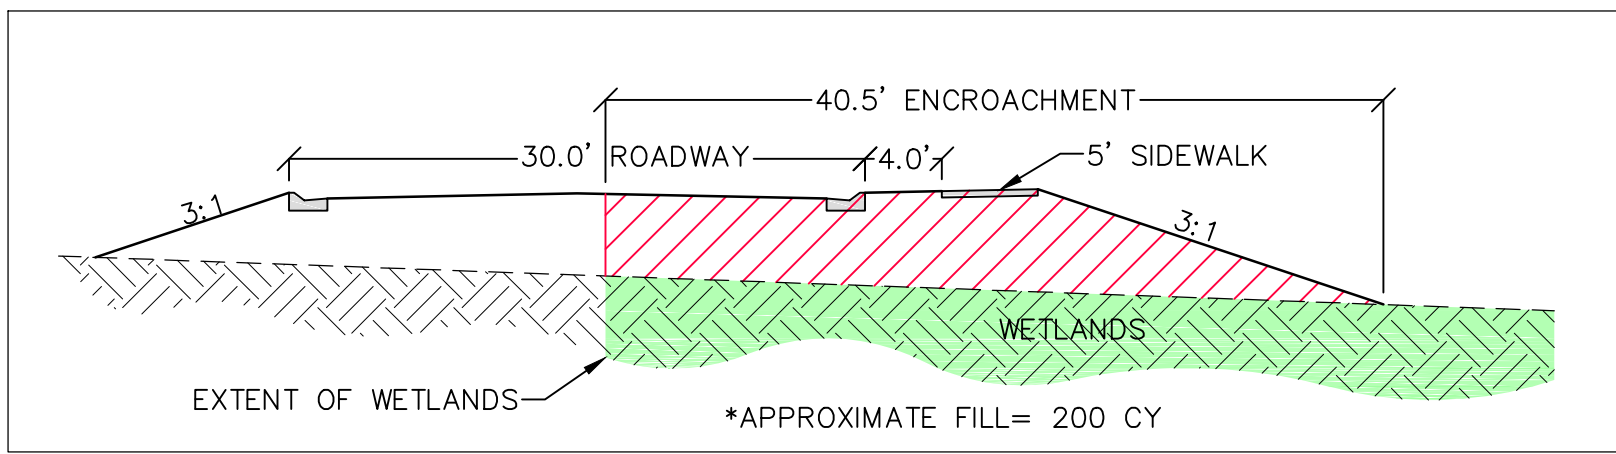 40.5' ENCROACHMENT
30.0' ROADWAY
4.0'
5' SIDEWALK
3:1
3:1
WETLANDS
EXTENT OF WETLANDS
*APPROXIMATE FILL= 200 CY